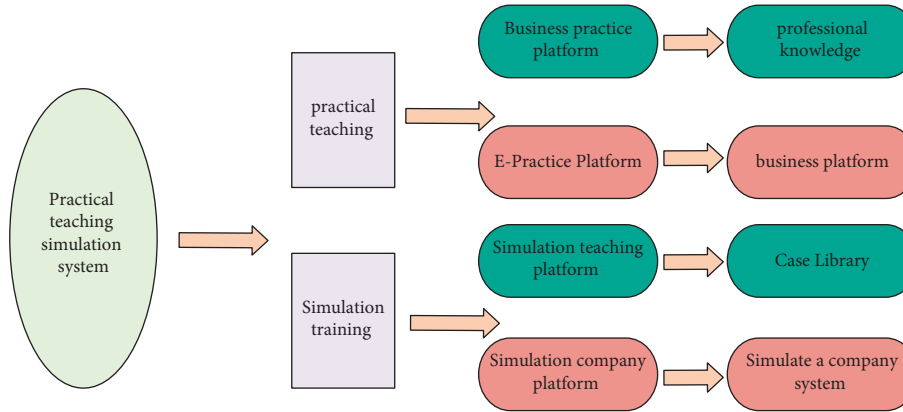 Practical
teaching
simulation
system
practical
teaching
Simulation
training
Business practice
platform
professional
knowledge
E-Practice Platform
business platform
Simulation teaching
platform
Case Library
Simulation company
platform
Simulate a company
system